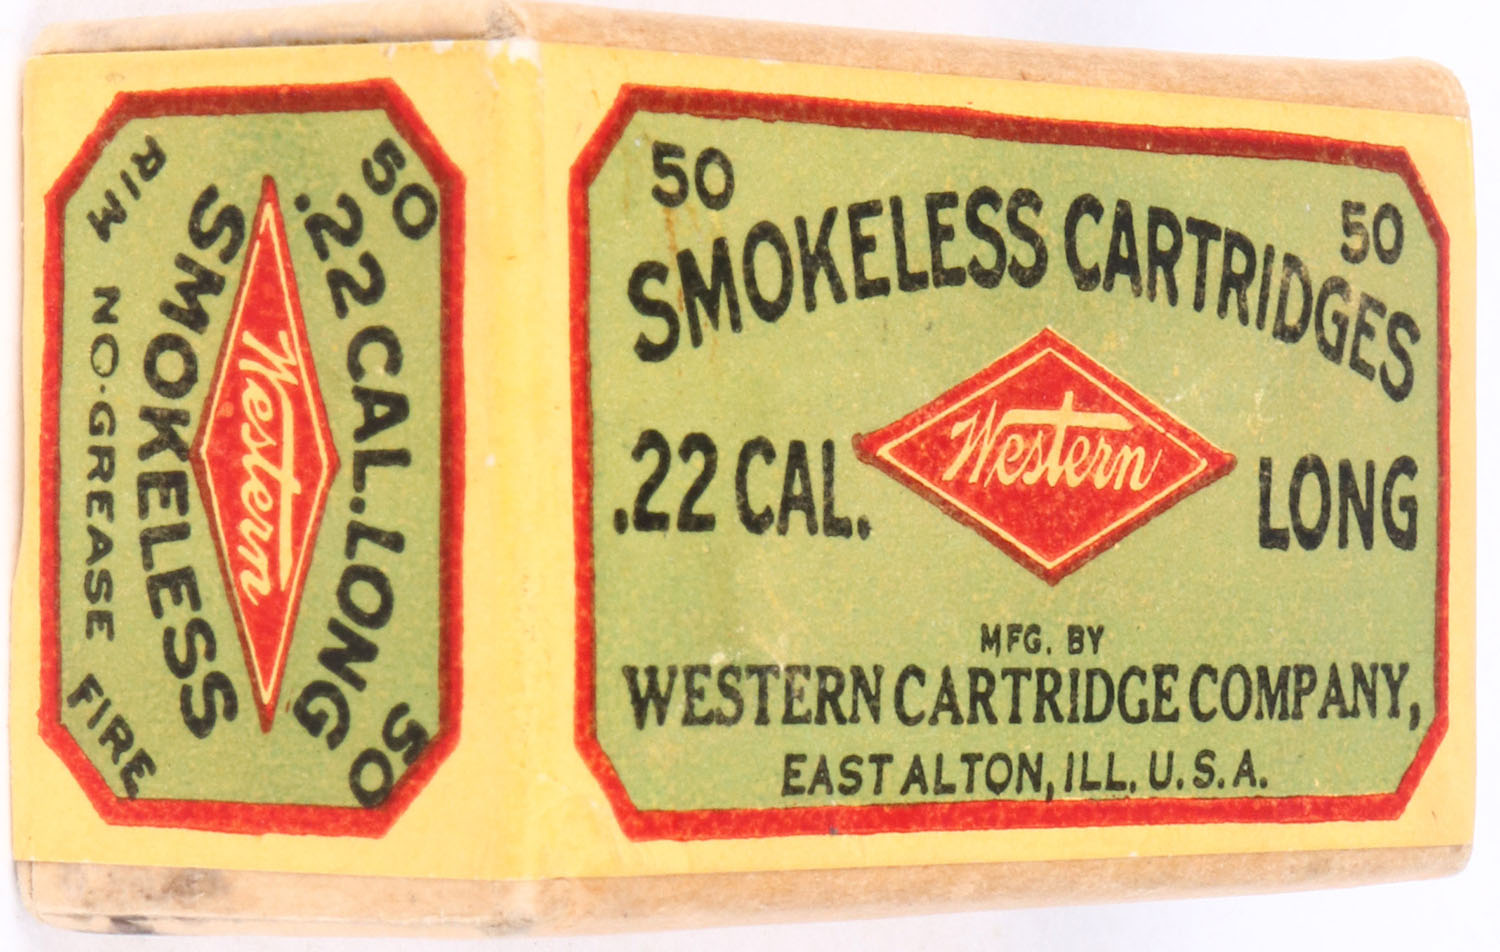 50 50
SMOKELESS CARTRIDGES
.22 CAL. Western LONG
MFG. BY
WESTERN CARTRIDGE COMPANY,
EAST ALTON, ILL. U.S.A.
50 50
.22 CAL. LONG
Western
SMOKELESS
RIM NO-GREASE FIRE